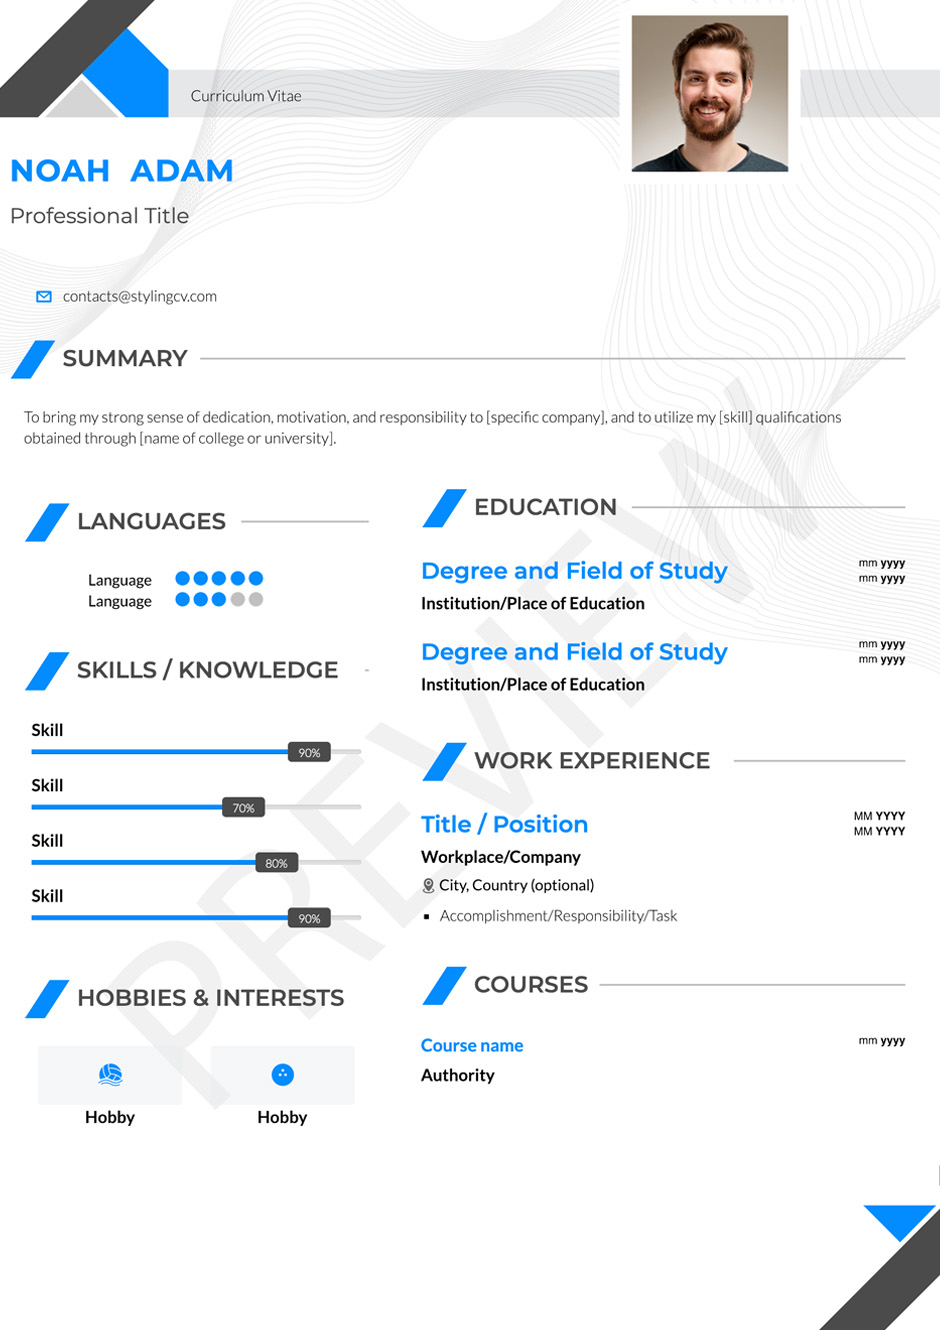 Curriculum Vitae
NOAH ADAM
Professional Title
contacts@stylingcv.com
SUMMARY
To bring my strong sense of dedication, motivation, and responsibility to [specific company], and to utilize my [skill] qualifications
obtained through [name of college or university].
LANGUAGES
Language
Language
SKILLS / KNOWLEDGE
Skill
90%
Skill
70%
Skill
80%
Skill
90%
HOBBIES & INTERESTS
Hobby
Hobby
EDUCATION
Degree and Field of Study
mm yyyy
mm yyyy
Institution/Place of Education
Degree and Field of Study
mm yyyy
mm yyyy
Institution/Place of Education
WORK EXPERIENCE
Title / Position
MM YYYY
MM YYYY
Workplace/Company
City, Country (optional)
Accomplishment/Responsibility/Task
COURSES
Course name
mm yyyy
Authority
PREVIEW